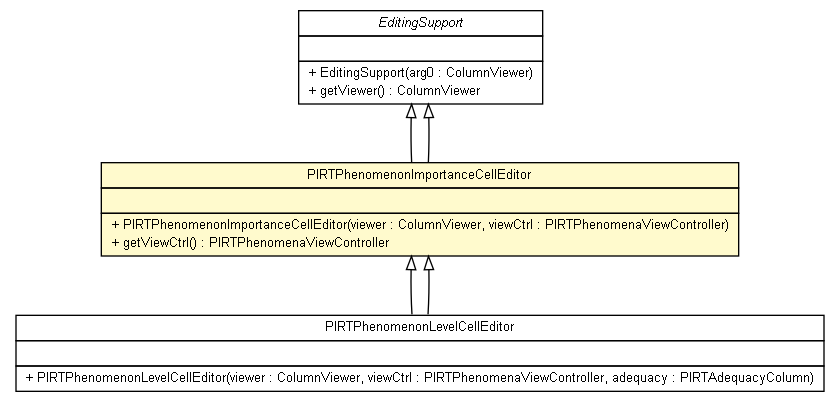 EditingSupport
+ EditingSupport(arg0 : ColumnViewer)
+ getViewer() : ColumnViewer
PIRTPhenomenonImportanceCellEditor
+ PIRTPhenomenonImportanceCellEditor(viewer : ColumnViewer, viewCtrl : PIRTPhenomenaViewController)
+ getViewCtrl() : PIRTPhenomenaViewController
PIRTPhenomenonLevelCellEditor
+ PIRTPhenomenonLevelCellEditor(viewer : ColumnViewer, viewCtrl : PIRTPhenomenaViewController, adequacy : PIRTAdequacyColumn)